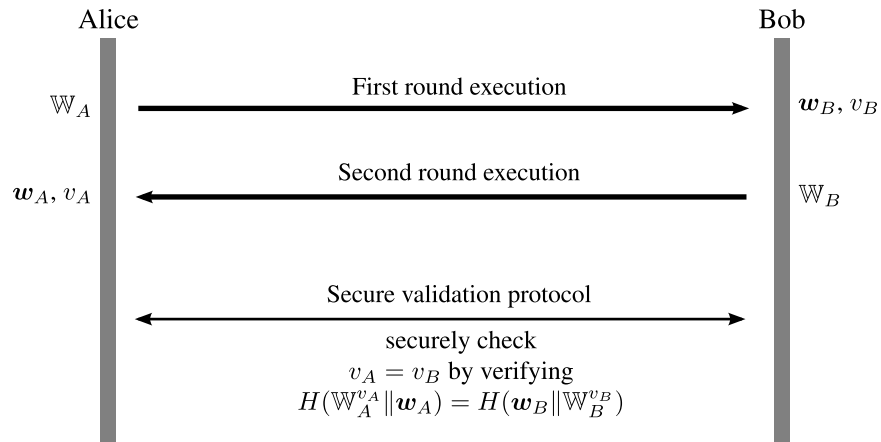 Alice Bob
First round execution
𝕎_A 𝒘_B, v_B
Second round execution
𝒘_A, v_A 𝕎_B
Secure validation protocol
securely check
v_A = v_B by verifying
H(𝕎_A^{v_A}‖𝒘_A) = H(𝒘_B‖𝕎_B^{v_B})